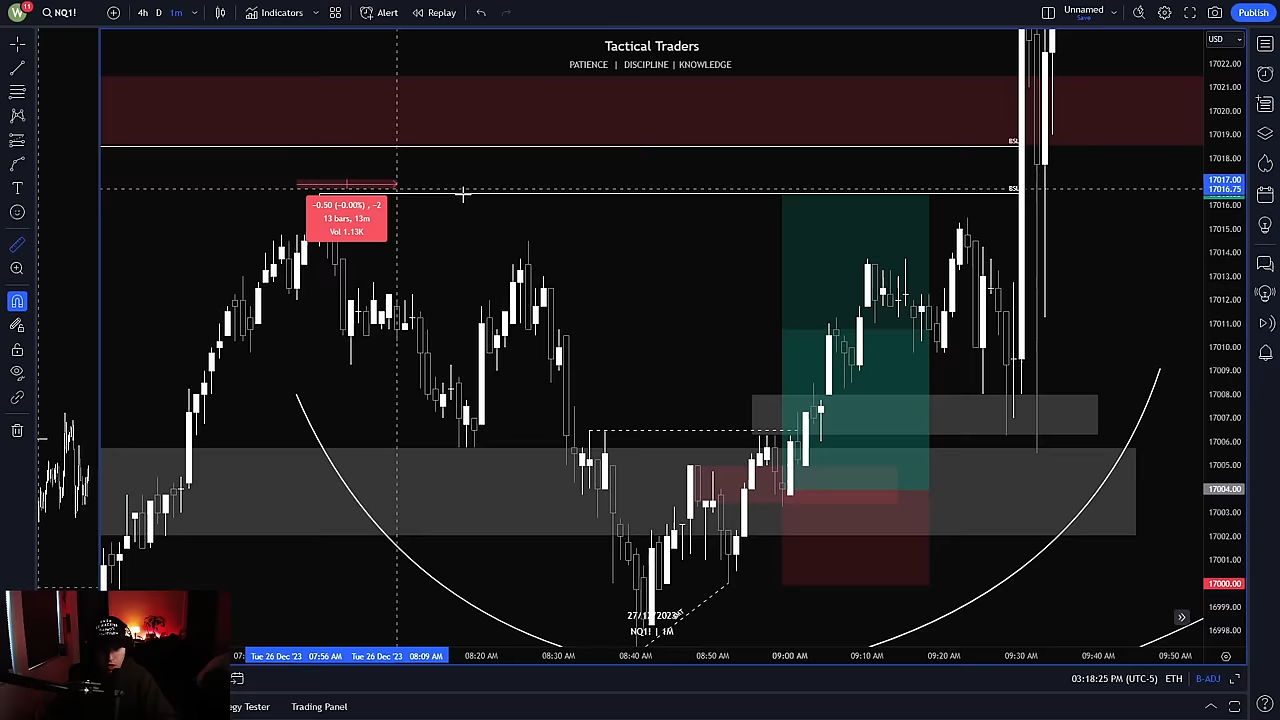 W
11
NQ1!
4h D 1m
Indicators
Alert
Replay
Unnamed
Save
Publish
Tactical Traders
PATIENCE | DISCIPLINE | KNOWLEDGE
USD
17022.00
17021.00
17020.00
BSL
17019.00
17018.00
17017.00
BSL
17016.75
−0.50 (−0.00%) , −2
13 bars, 13m
Vol 1.13K
17016.00
17015.00
17014.00
17013.00
17012.00
17011.00
17010.00
17009.00
17008.00
17007.00
17006.00
17005.00
17004.00
17003.00
17002.00
17001.00
17000.00
16999.00
16998.00
27/12/2023
NQ1! | 1M
07:
Tue 26 Dec '23 07:56 AM
Tue 26 Dec '23 08:09 AM
08:20 AM
08:30 AM
08:40 AM
08:50 AM
09:00 AM
09:10 AM
09:20 AM
09:30 AM
09:40 AM
09:50 AM
03:18:25 PM (UTC-5)
ETH
B-ADJ
egy Tester
Trading Panel